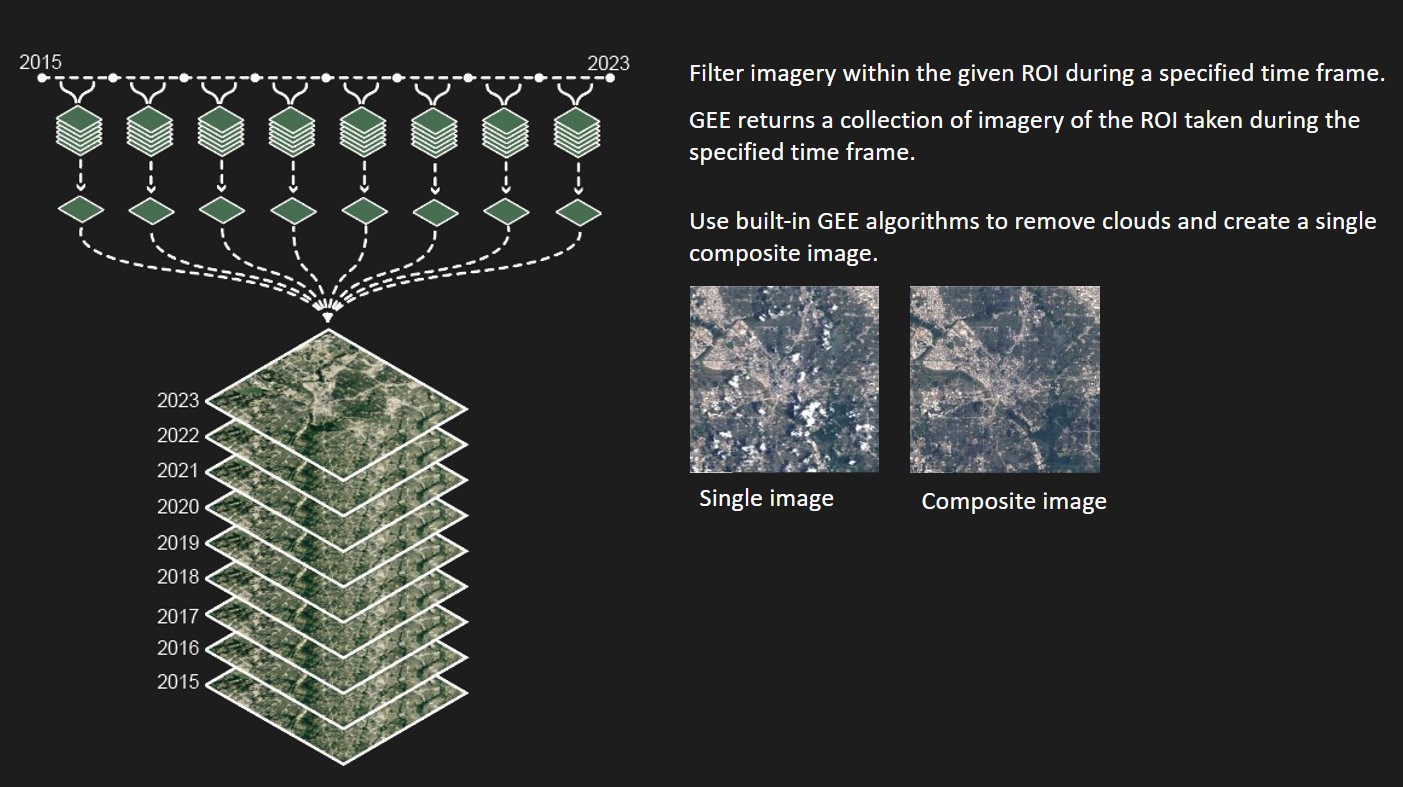 2015
2023
Filter imagery within the given ROI during a specified time frame.
GEE returns a collection of imagery of the ROI taken during the
specified time frame.
Use built-in GEE algorithms to remove clouds and create a single
composite image.
Single image
Composite image
2023
2022
2021
2020
2019
2018
2017
2016
2015